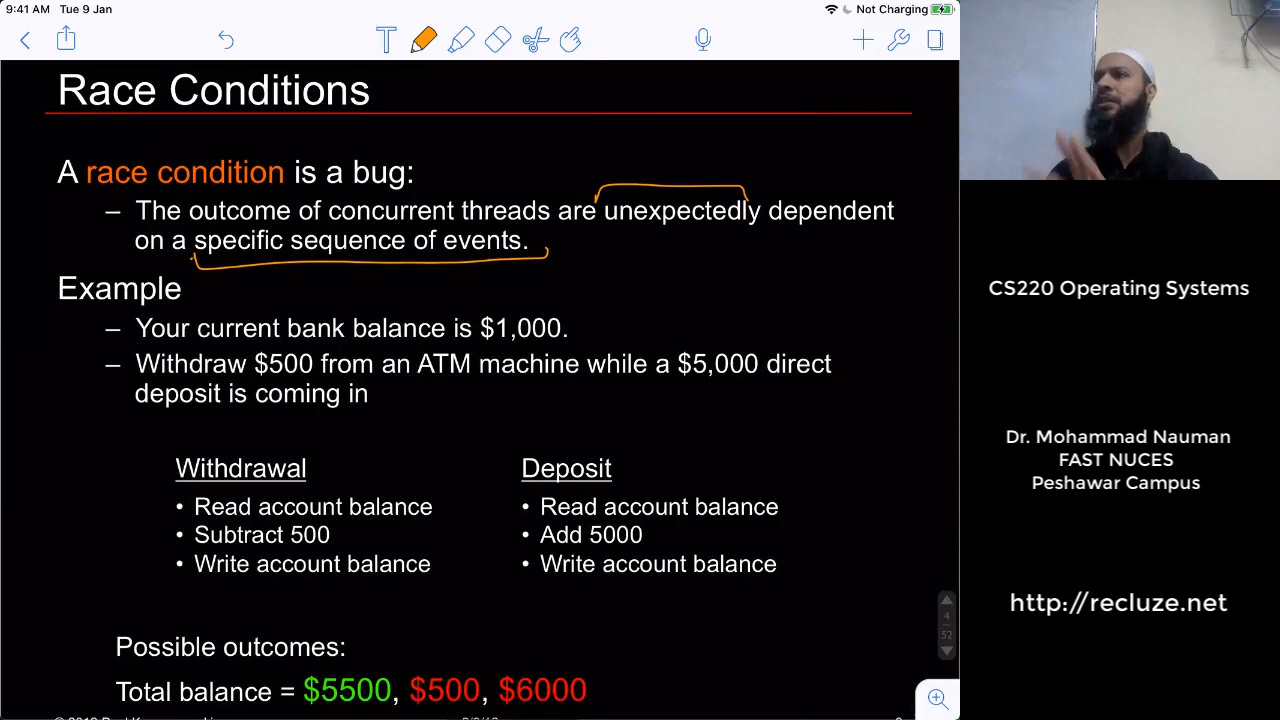 9:41 AM Tue 9 Jan
Not Charging
T
Race Conditions
A race condition is a bug:
– The outcome of concurrent threads are unexpectedly dependent
on a specific sequence of events.
Example
– Your current bank balance is $1,000.
– Withdraw $500 from an ATM machine while a $5,000 direct
deposit is coming in
Withdrawal
• Read account balance
• Subtract 500
• Write account balance
Deposit
• Read account balance
• Add 5000
• Write account balance
Possible outcomes:
Total balance = $5500, $500, $6000
4
52
CS220 Operating Systems
Dr. Mohammad Nauman
FAST NUCES
Peshawar Campus
http://recluze.net